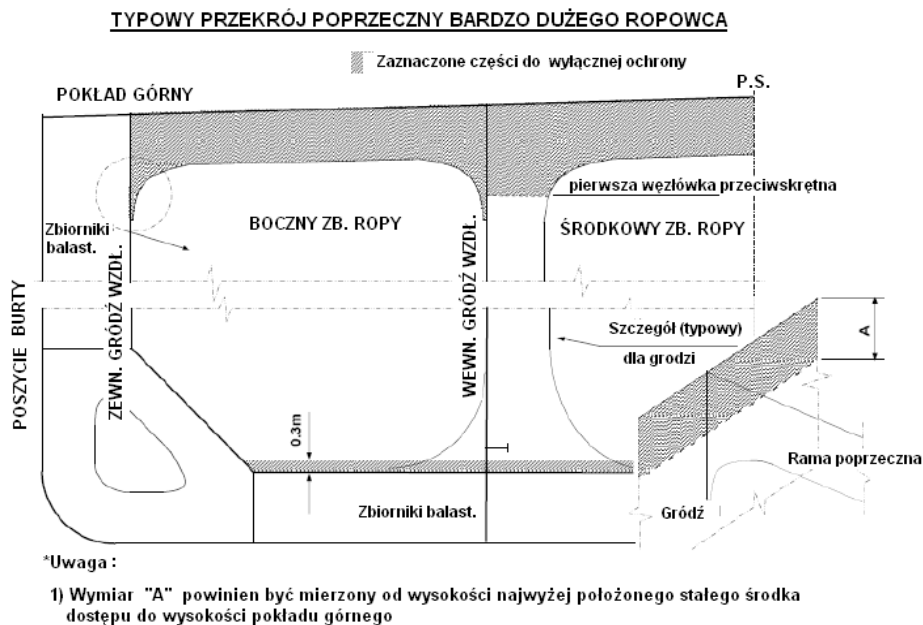 TYPOWY PRZEKRÓJ POPRZECZNY BARDZO DUŻEGO ROPOWCA
Zaznaczone części do wyłącznej ochrony
P.S.
POKŁAD GÓRNY
pierwsza węzłówka przeciwskrętna
Zbiorniki
balast.
BOCZNY ZB. ROPY
ŚRODKOWY ZB. ROPY
POSZYCIE BURTY
ZEWN. GRÓDŹ WZDŁ.
WEWN. GRÓDŹ WZDŁ.
Szczegół (typowy)
dla grodzi
A
0.3m
Rama poprzeczna
Zbiorniki balast.
Gródź
*Uwaga :
1) Wymiar "A" powinien być mierzony od wysokości najwyżej położonego stałego środka
dostępu do wysokości pokładu górnego